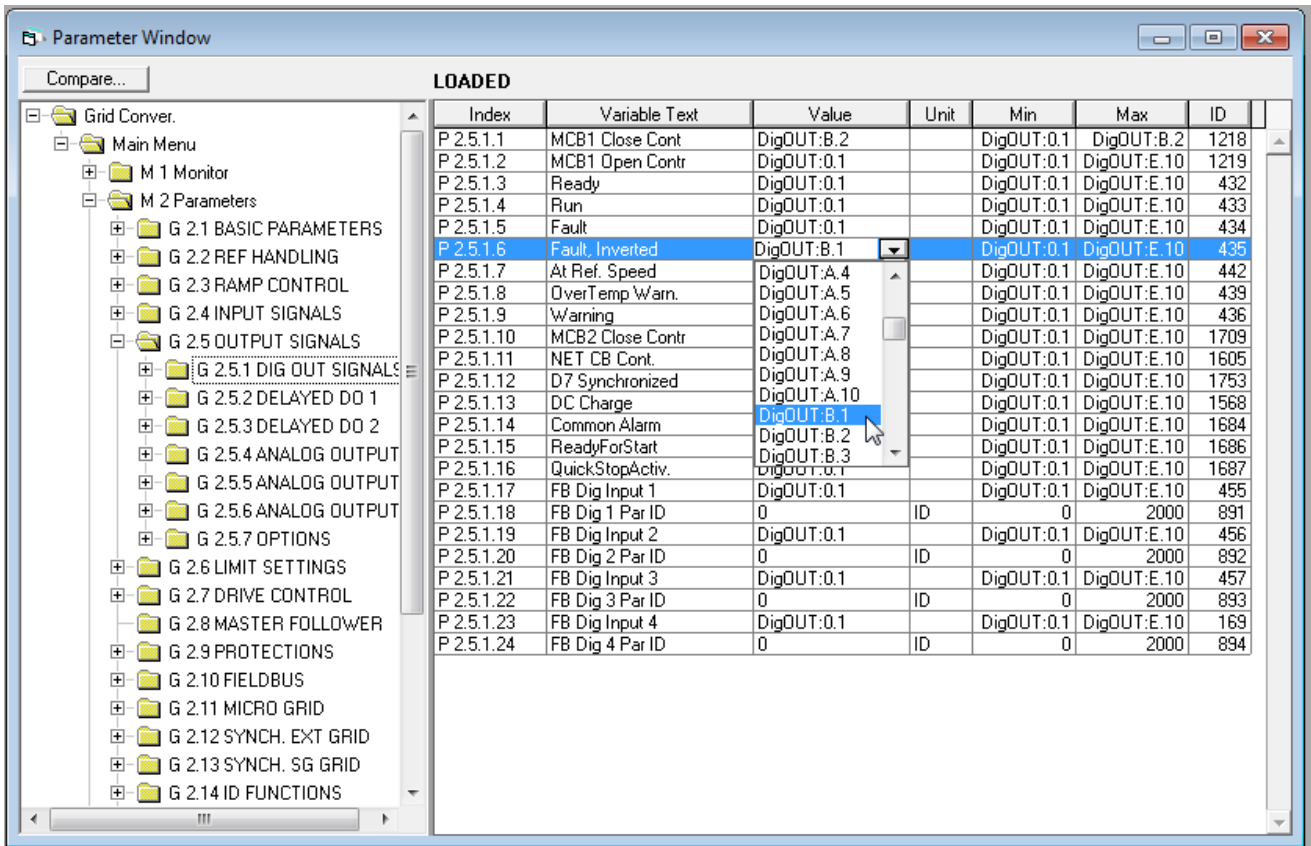 Parameter Window
Compare...
LOADED
Grid Conver.
Main Menu
M 1 Monitor
M 2 Parameters
G 2.1 BASIC PARAMETERS
G 2.2 REF HANDLING
G 2.3 RAMP CONTROL
G 2.4 INPUT SIGNALS
G 2.5 OUTPUT SIGNALS
G 2.5.1 DIG OUT SIGNALS
G 2.5.2 DELAYED DO 1
G 2.5.3 DELAYED DO 2
G 2.5.4 ANALOG OUTPUT
G 2.5.5 ANALOG OUTPUT
G 2.5.6 ANALOG OUTPUT
G 2.5.7 OPTIONS
G 2.6 LIMIT SETTINGS
G 2.7 DRIVE CONTROL
G 2.8 MASTER FOLLOWER
G 2.9 PROTECTIONS
G 2.10 FIELDBUS
G 2.11 MICRO GRID
G 2.12 SYNCH. EXT GRID
G 2.13 SYNCH. SG GRID
G 2.14 ID FUNCTIONS
Index Variable Text Value Unit Min Max ID
P 2.5.1.1 MCB1 Close Cont DigOUT:B.2 DigOUT:0.1 DigOUT:B.2 1218
P 2.5.1.2 MCB1 Open Contr DigOUT:0.1 DigOUT:0.1 DigOUT:E.10 1219
P 2.5.1.3 Ready DigOUT:0.1 DigOUT:0.1 DigOUT:E.10 432
P 2.5.1.4 Run DigOUT:0.1 DigOUT:0.1 DigOUT:E.10 433
P 2.5.1.5 Fault DigOUT:0.1 DigOUT:0.1 DigOUT:E.10 434
P 2.5.1.6 Fault, Inverted DigOUT:B.1 DigOUT:0.1 DigOUT:E.10 435
P 2.5.1.7 At Ref. Speed DigOUT:0.1 DigOUT:E.10 442
P 2.5.1.8 OverTemp Warn. DigOUT:0.1 DigOUT:E.10 439
P 2.5.1.9 Warning DigOUT:0.1 DigOUT:E.10 436
P 2.5.1.10 MCB2 Close Contr DigOUT:0.1 DigOUT:E.10 1709
P 2.5.1.11 NET CB Cont. DigOUT:0.1 DigOUT:E.10 1605
P 2.5.1.12 D7 Synchronized DigOUT:0.1 DigOUT:E.10 1753
P 2.5.1.13 DC Charge DigOUT:0.1 DigOUT:E.10 1568
P 2.5.1.14 Common Alarm DigOUT:0.1 DigOUT:E.10 1684
P 2.5.1.15 ReadyForStart DigOUT:0.1 DigOUT:E.10 1686
P 2.5.1.16 QuickStopActiv. DigOUT:0.1 DigOUT:0.1 DigOUT:E.10 1687
P 2.5.1.17 FB Dig Input 1 DigOUT:0.1 DigOUT:0.1 DigOUT:E.10 455
P 2.5.1.18 FB Dig 1 Par ID 0 ID 0 2000 891
P 2.5.1.19 FB Dig Input 2 DigOUT:0.1 DigOUT:0.1 DigOUT:E.10 456
P 2.5.1.20 FB Dig 2 Par ID 0 ID 0 2000 892
P 2.5.1.21 FB Dig Input 3 DigOUT:0.1 DigOUT:0.1 DigOUT:E.10 457
P 2.5.1.22 FB Dig 3 Par ID 0 ID 0 2000 893
P 2.5.1.23 FB Dig Input 4 DigOUT:0.1 DigOUT:0.1 DigOUT:E.10 169
P 2.5.1.24 FB Dig 4 Par ID 0 ID 0 2000 894
DigOUT:A.4
DigOUT:A.5
DigOUT:A.6
DigOUT:A.7
DigOUT:A.8
DigOUT:A.9
DigOUT:A.10
DigOUT:B.1
DigOUT:B.2
DigOUT:B.3